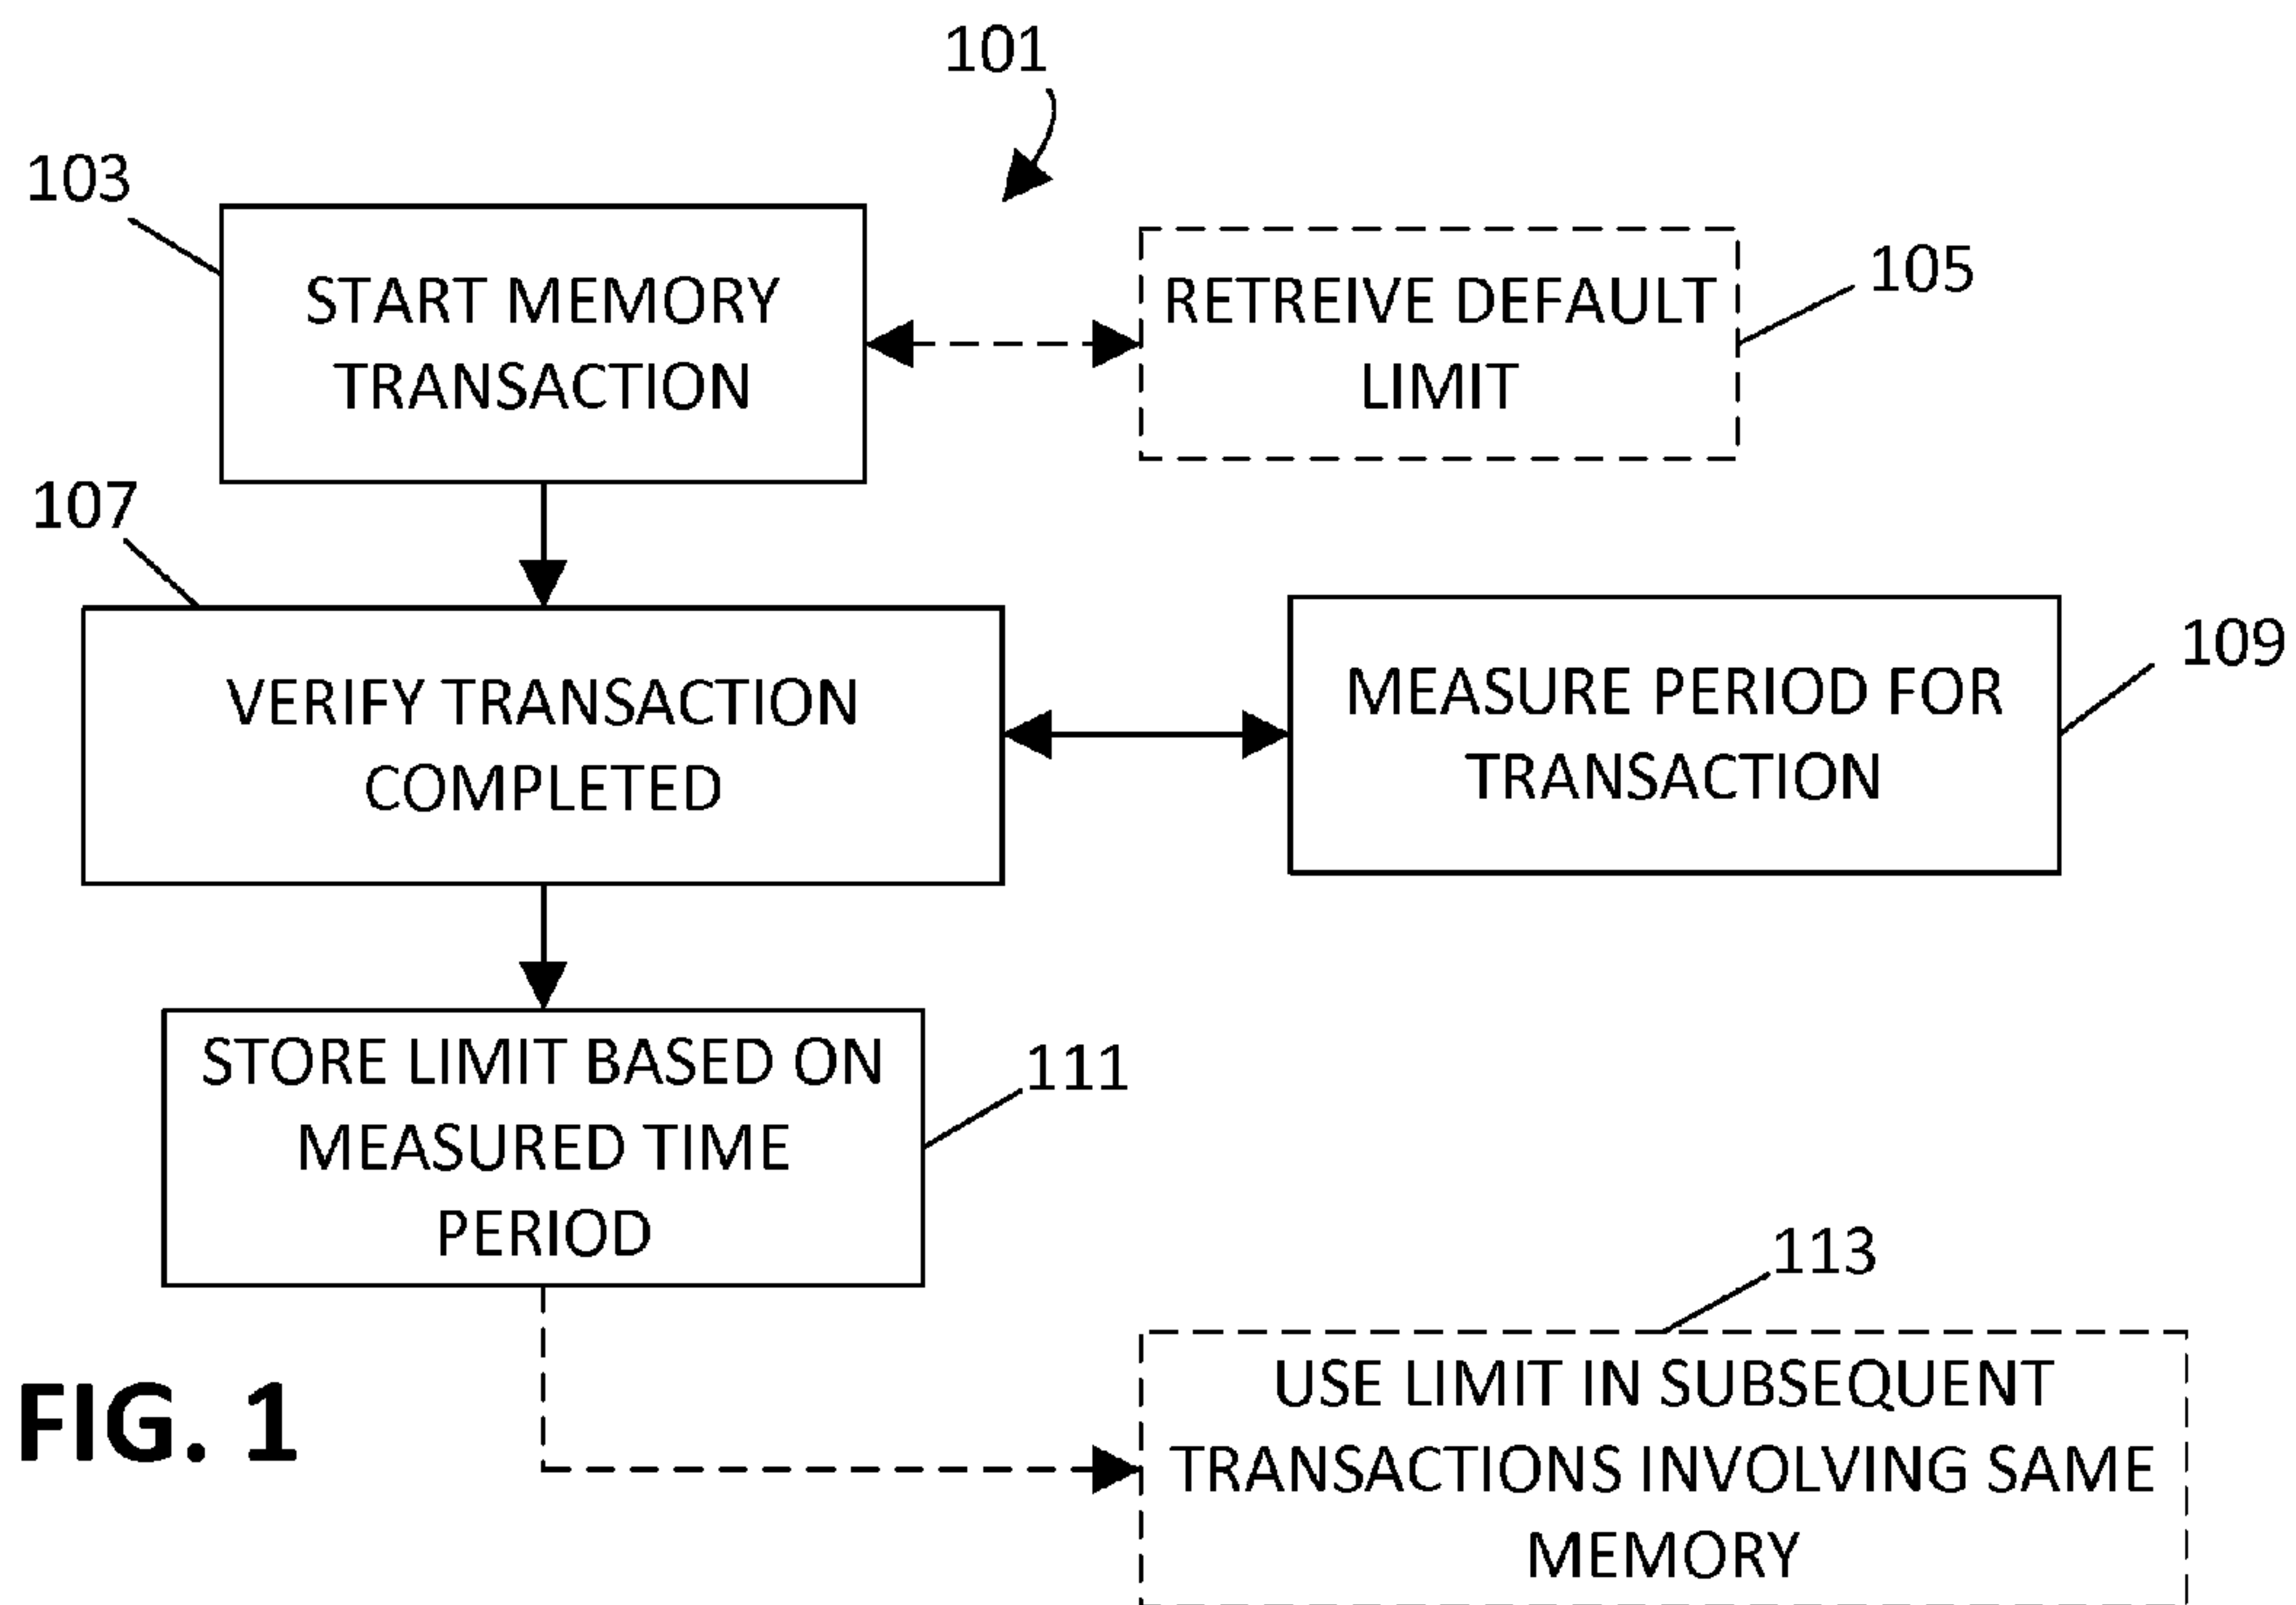 101
103
START MEMORY
TRANSACTION
RETREIVE DEFAULT
LIMIT
105
107
VERIFY TRANSACTION
COMPLETED
MEASURE PERIOD FOR
TRANSACTION
109
STORE LIMIT BASED ON
MEASURED TIME
PERIOD
111
113
USE LIMIT IN SUBSEQUENT
TRANSACTIONS INVOLVING SAME
MEMORY
FIG. 1